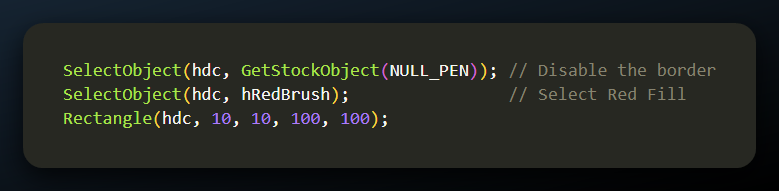 SelectObject(hdc, GetStockObject(NULL_PEN)); // Disable the border
SelectObject(hdc, hRedBrush);                // Select Red Fill
Rectangle(hdc, 10, 10, 100, 100);